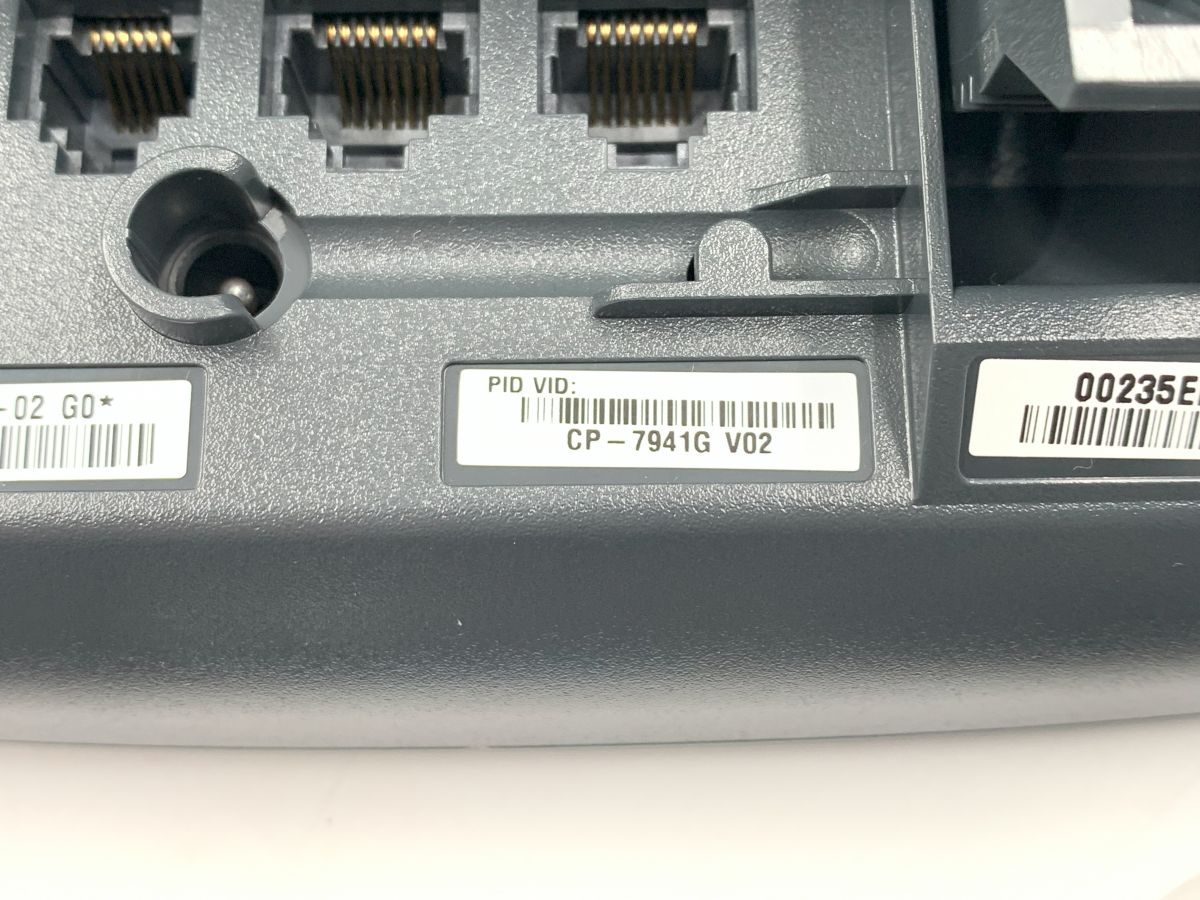 -02 G0*
PID VID:
CP-7941G V02
00235E